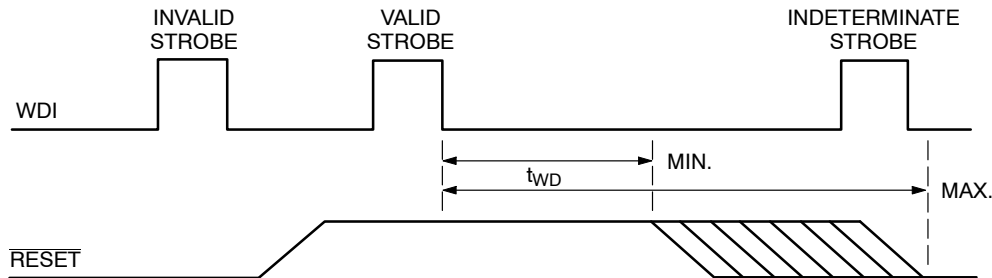 INVALID
STROBE
VALID
STROBE
INDETERMINATE
STROBE
WDI
MIN.
tWD
MAX.
RESET